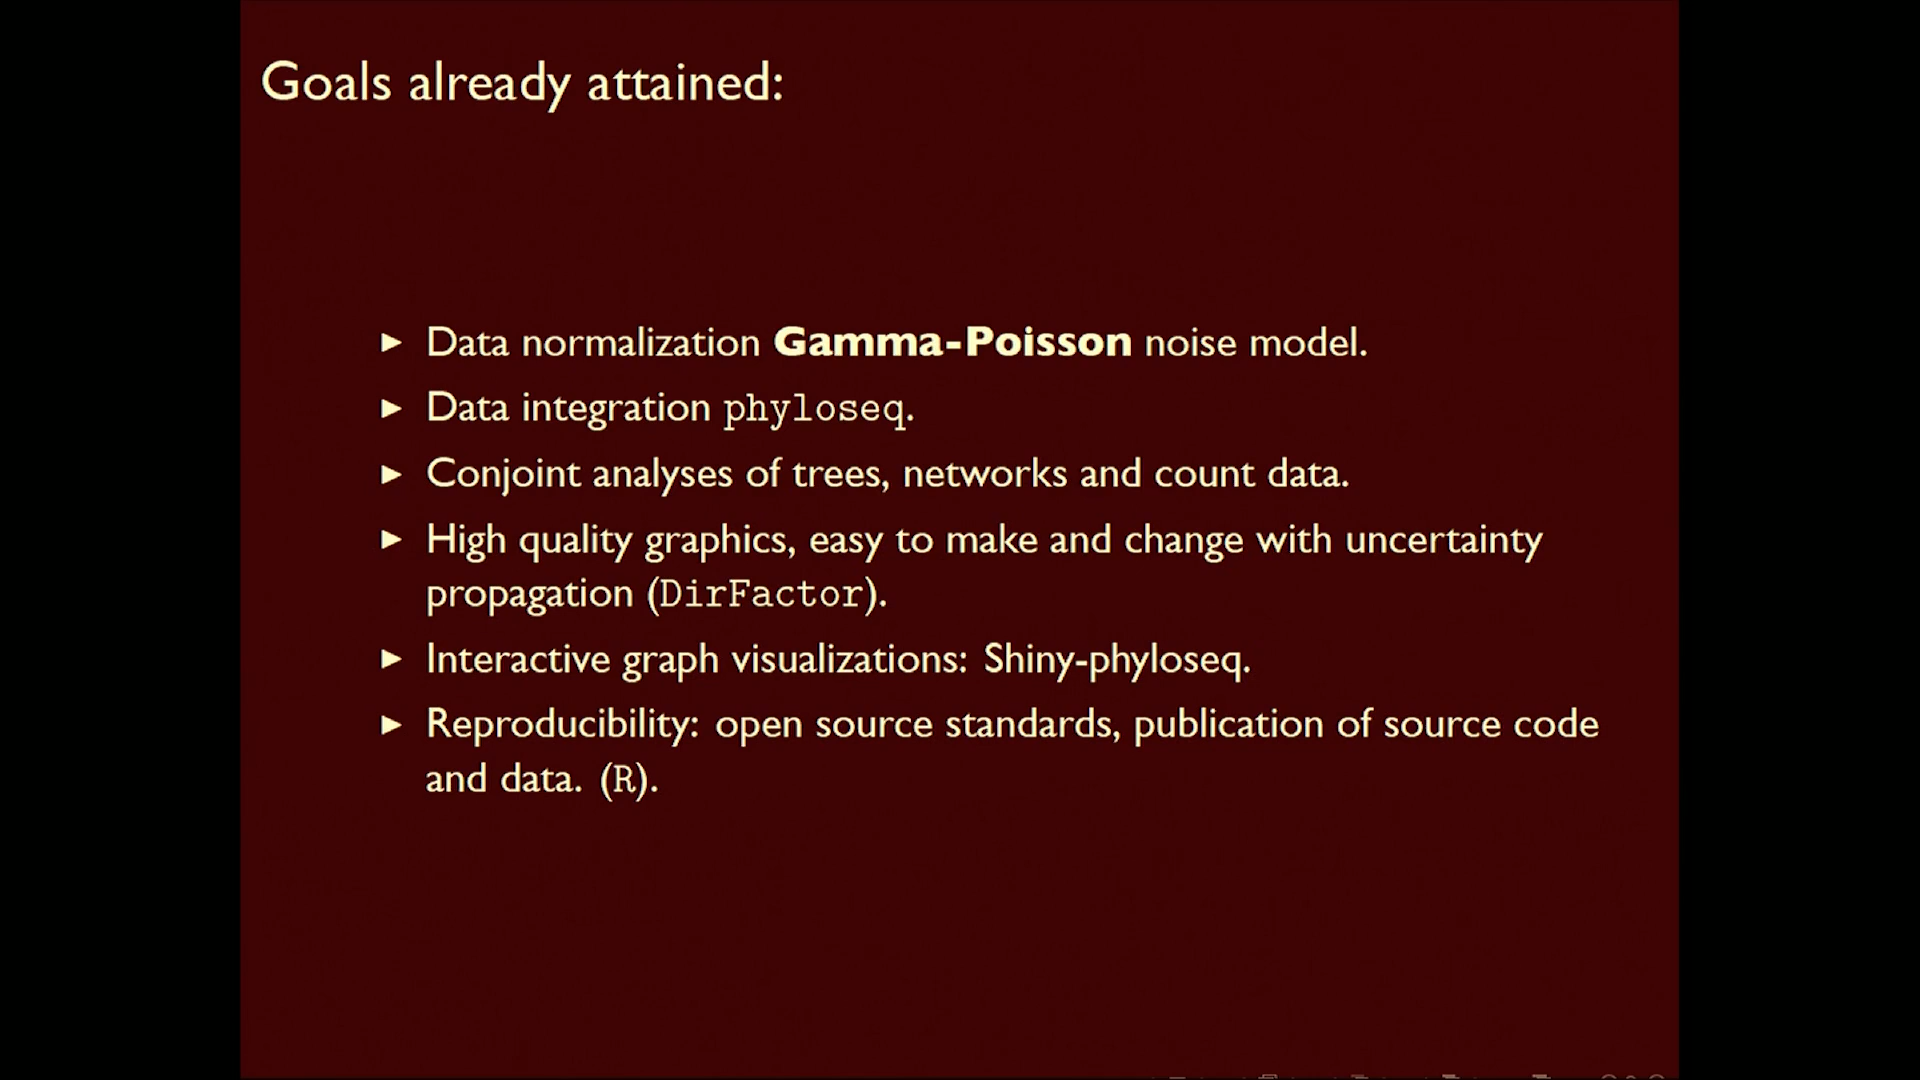 Goals already attained:
► Data normalization Gamma-Poisson noise model.
► Data integration phyloseq.
► Conjoint analyses of trees, networks and count data.
► High quality graphics, easy to make and change with uncertainty
propagation (DirFactor).
► Interactive graph visualizations: Shiny-phyloseq.
► Reproducibility: open source standards, publication of source code
and data. (R).